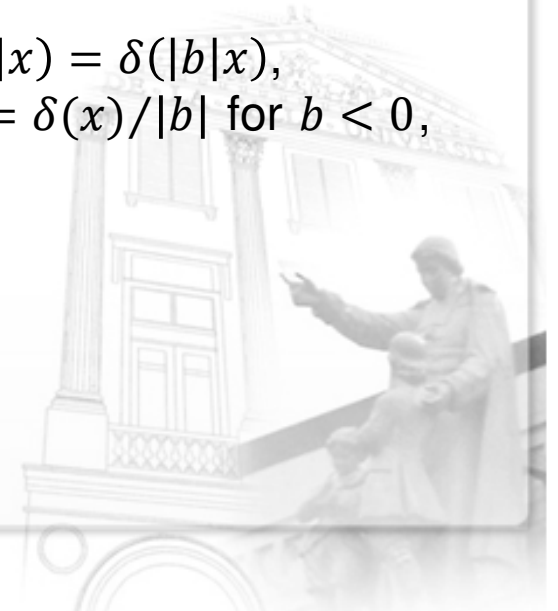 |x) = δ(|b|x),
= δ(x)/|b| for b < 0,